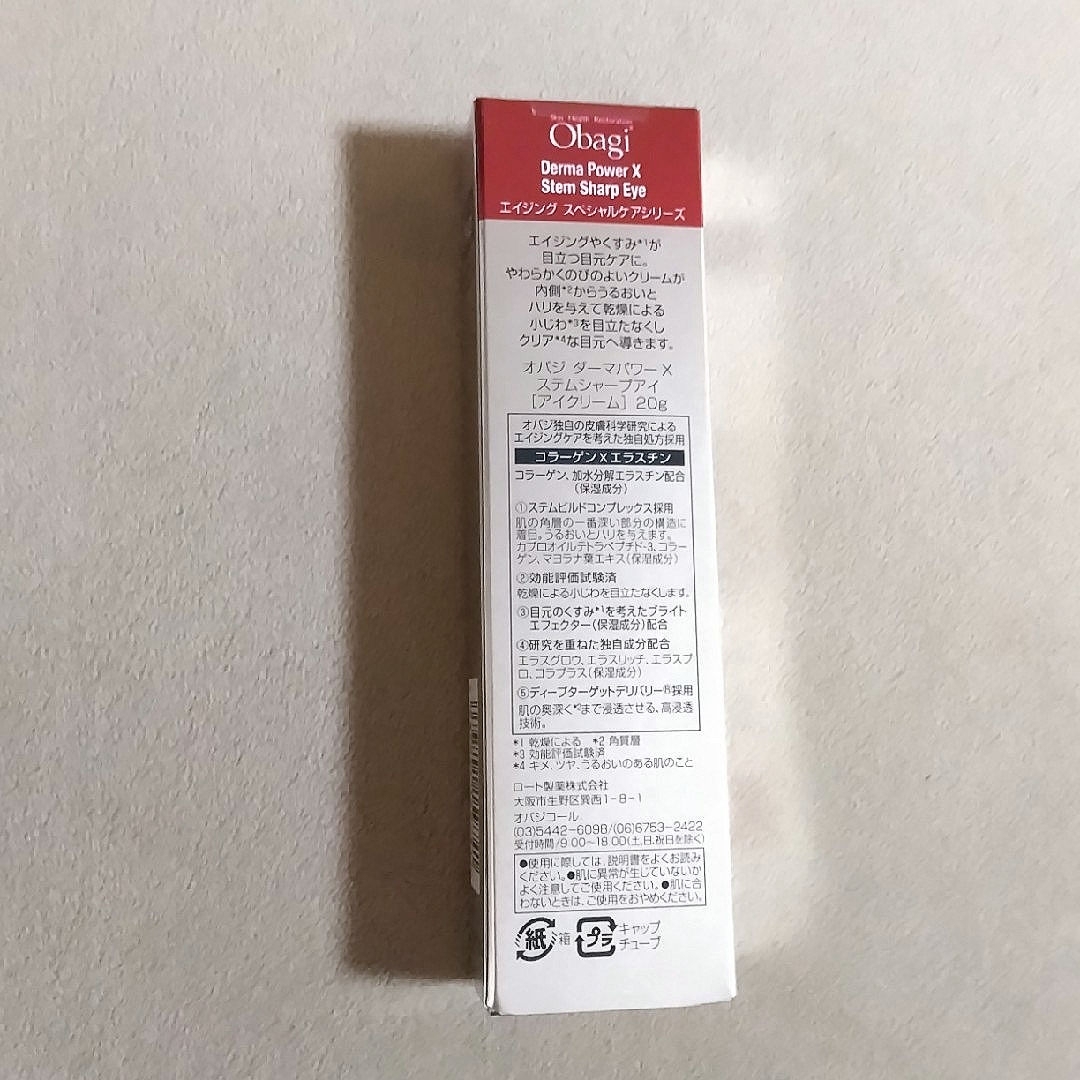 Skin Health Restoration
Obagi
Derma Power X
Stem Sharp Eye
エイジング スペシャルケアシリーズ
エイジングやくすみ*1が
目立つ目元ケアに。
やわらかくのびのよいクリームが
内側*2からうるおいと
ハリを与えて乾燥による
小じわ*3を目立たなくし
クリア*4な目元へ導きます。
オバジ ダーマパワーX
ステムシャープアイ
[アイクリーム] 20g
オバジ独自の皮膚科学研究による
エイジングケアを考えた独自処方採用
コラーゲン X エラスチン
コラーゲン、加水分解エラスチン配合
(保湿成分)
①ステムビルドコンプレックス採用
肌の角層の一番深い部分の構造に
着目。うるおいとハリを与えます。
カプロオイルテトラペプチド-3、コラー
ゲン、マヨラナ葉エキス(保湿成分)
②効能評価試験済
乾燥による小じわを目立たなくします。
③目元のくすみ*1を考えたブライト
エフェクター(保湿成分)配合
④研究を重ねた独自成分配合
エラスグロウ、エラスリッチ、エラスプ
ロ、コラプラス(保湿成分)
⑤ディープターゲットデリバリー®採用
肌の奥深く*2まで浸透させる、高浸透
技術。
*1 乾燥による *2 角質層
*3 効能評価試験済
*4 キメ、ツヤ、うるおいのある肌のこと
ロート製薬株式会社
大阪市生野区巽西1-8-1
オバジコール
(03)5442-6098/(06)6753-2422
受付時間/9:00~18:00(土、日、祝日を除く)
●使用に際しては、説明書をよくお読み
ください。●肌に異常が生じていないか
よく注意してご使用ください。●肌に合
わないときは、ご使用をおやめください。
紙 箱 プラ キャップ
チューブ